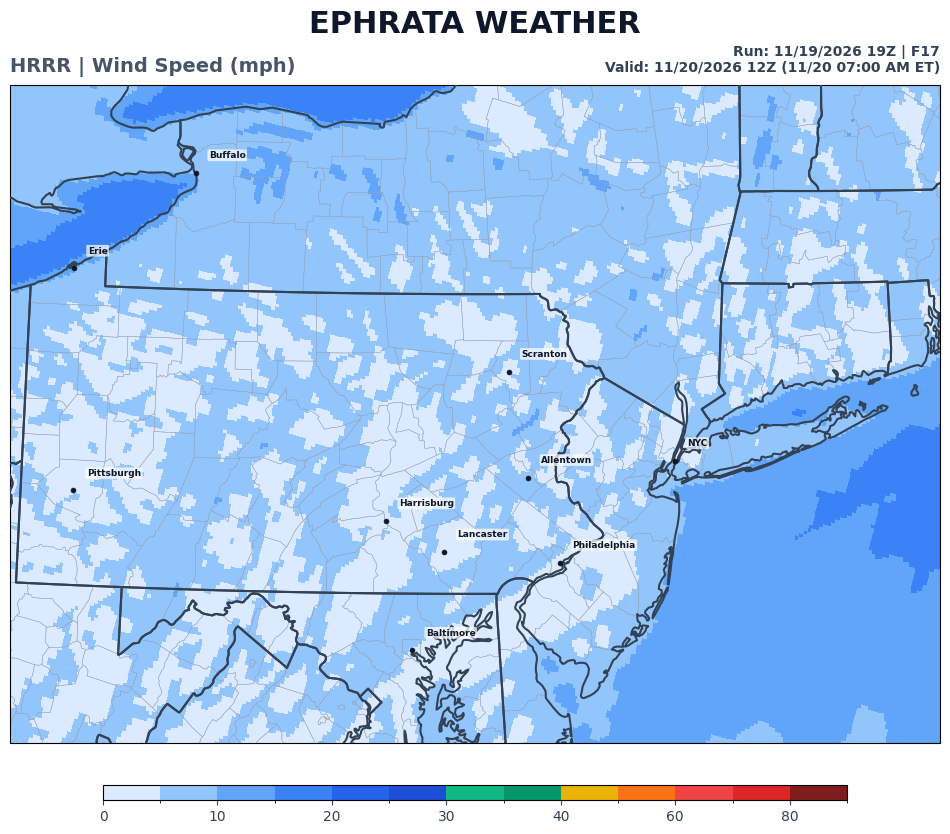 EPHRATA WEATHER
HRRR | Wind Speed (mph)
Run: 11/19/2026 19Z | F17
Valid: 11/20/2026 12Z (11/20 07:00 AM ET)
Buffalo
Erie
Scranton
NYC
Allentown
Pittsburgh
Harrisburg
Lancaster
Philadelphia
Baltimore
0 10 20 30 40 50 60 70 80